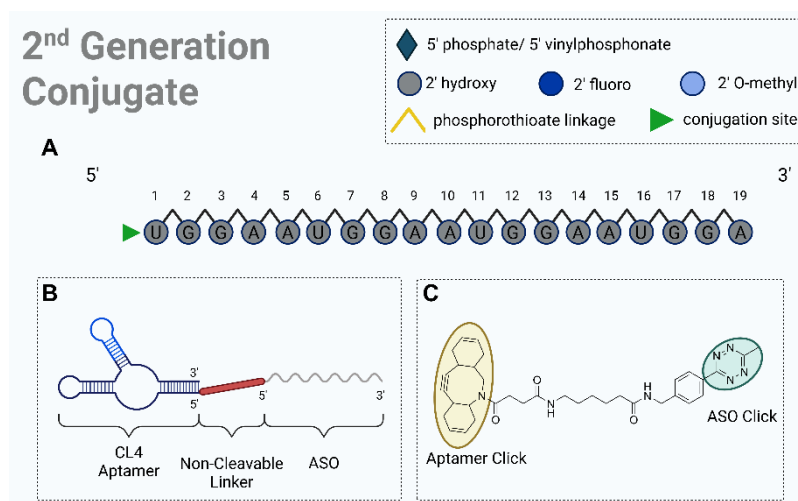 2nd Generation
Conjugate
5' phosphate/ 5' vinylphosphonate
2' hydroxy 2' fluoro 2' O-methyl
phosphorothioate linkage conjugation site
A
5' 3'
1 2 3 4 5 6 7 8 9 10 11 12 13 14 15 16 17 18 19
U G G A A U G G A A U G G A A U G G A
B
3'
5' 5' 3'
CL4
Aptamer
Non-Cleavable
Linker
ASO
C
N
O
O
NH
O
HN
N N
N N
Aptamer Click
ASO Click